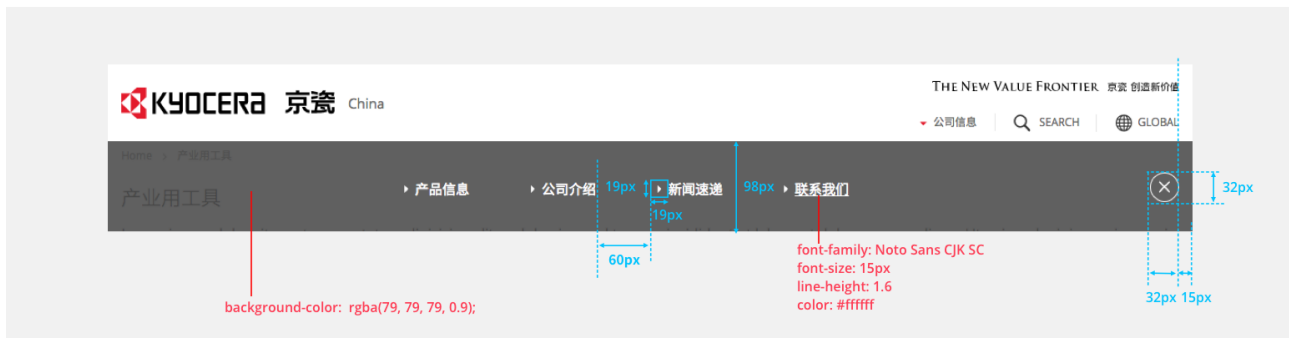 THE NEW VALUE FRONTIER 京瓷 创造新价值
KYOCERA 京瓷 China
公司信息 SEARCH GLOBAL
Home > 产业用工具
产业用工具
产品信息 公司介绍 19px 新闻速递 98px 联系我们 32px
19px
60px
font-family: Noto Sans CJK SC
font-size: 15px
line-height: 1.6
color: #ffffff
32px 15px
background-color: rgba(79, 79, 79, 0.9);